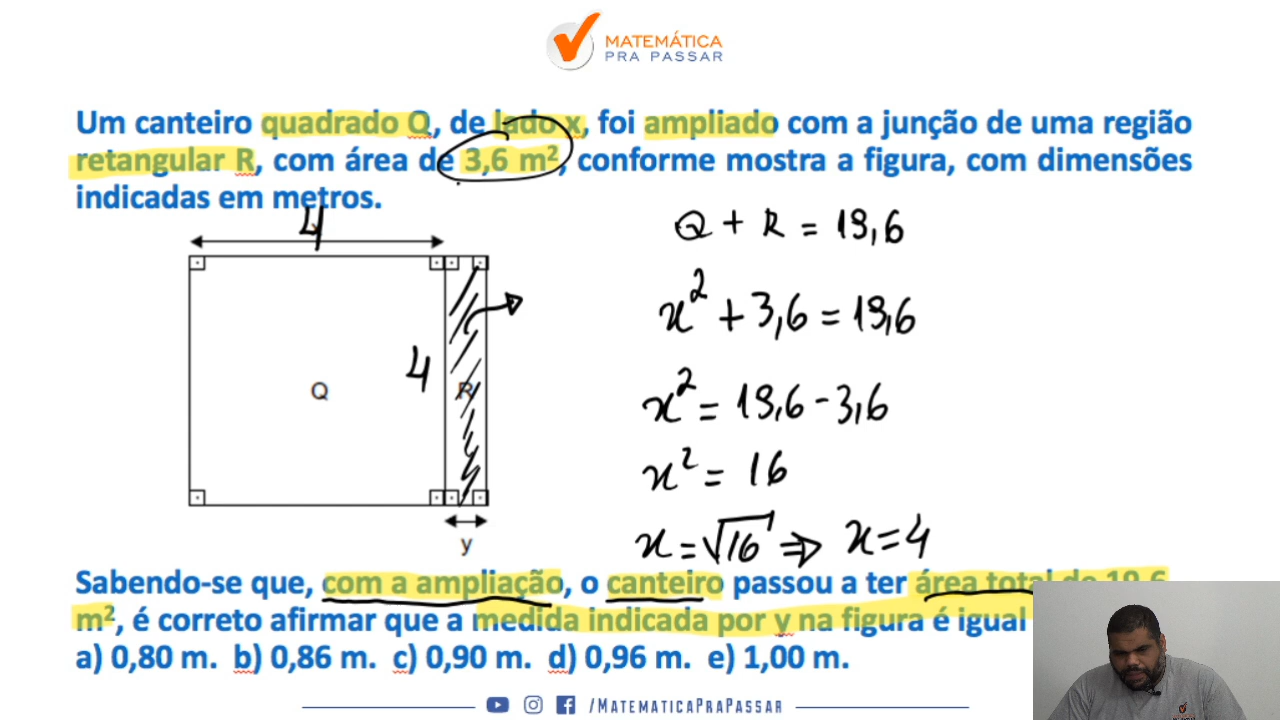 MATEMÁTICA
PRA PASSAR
Um canteiro quadrado Q, de lado x, foi ampliado com a junção de uma região
retangular R, com área de 3,6 m², conforme mostra a figura, com dimensões
indicadas em metros.
4
Q + R = 19,6
x² + 3,6 = 19,6
4
Q
R
x² = 19,6 - 3,6
x² = 16
y
x = √16 ⇒ x = 4
Sabendo-se que, com a ampliação, o canteiro passou a ter área total de 19,6
m², é correto afirmar que a medida indicada por y na figura é igual
a) 0,80 m. b) 0,86 m. c) 0,90 m. d) 0,96 m. e) 1,00 m.
/MATEMATICAPRAPASSAR